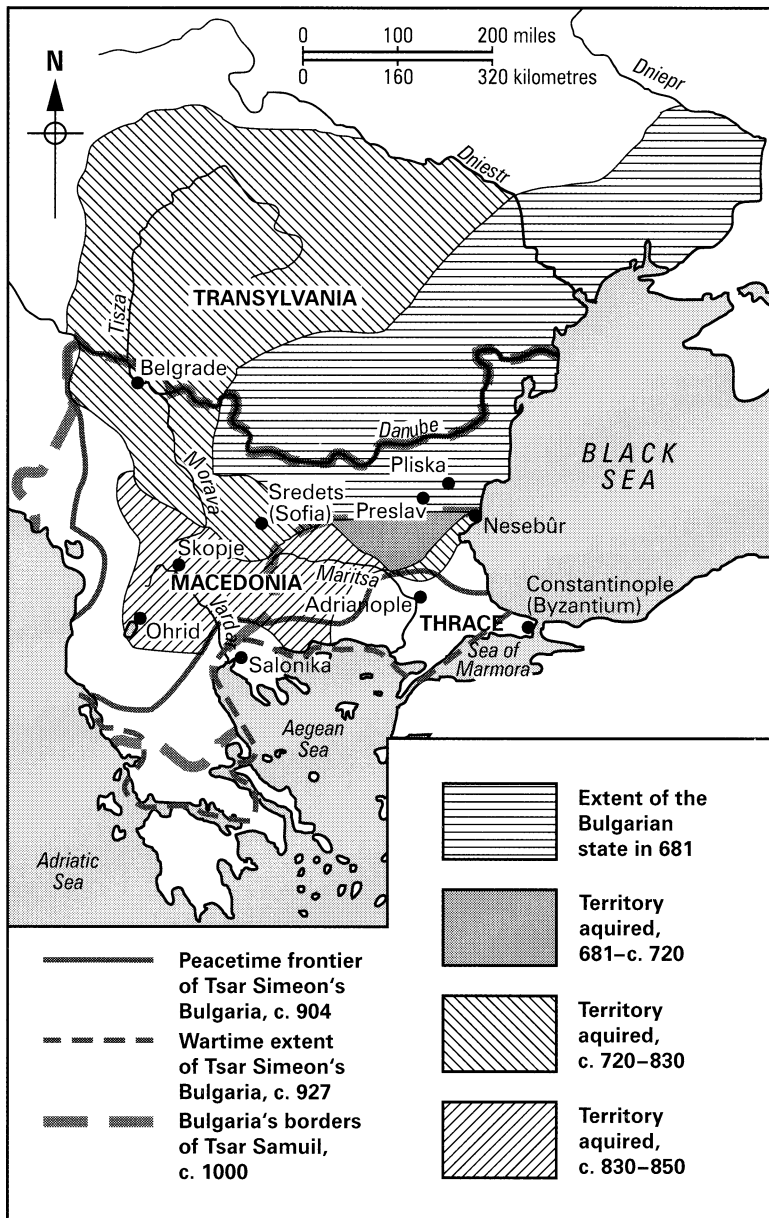 0 100 200 miles
0 160 320 kilometres
N
Dniepr
Dniestr
Tisza
TRANSYLVANIA
Belgrade
Danube
Morava
Pliska
Preslav
Sredets
(Sofia)
Nesebûr
BLACK
SEA
Skopje
MACEDONIA
Maritsa
Adrianople
Constantinople
(Byzantium)
THRACE
Ohrid
Vardar
Salonika
Sea of
Marmora
Aegean
Sea
Adriatic
Sea
Extent of the
Bulgarian
state in 681
Territory
aquired,
681–c. 720
Territory
aquired,
c. 720–830
Territory
aquired,
c. 830–850
Peacetime frontier
of Tsar Simeon's
Bulgaria, c. 904
Wartime extent
of Tsar Simeon's
Bulgaria, c. 927
Bulgaria's borders
of Tsar Samuil,
c. 1000